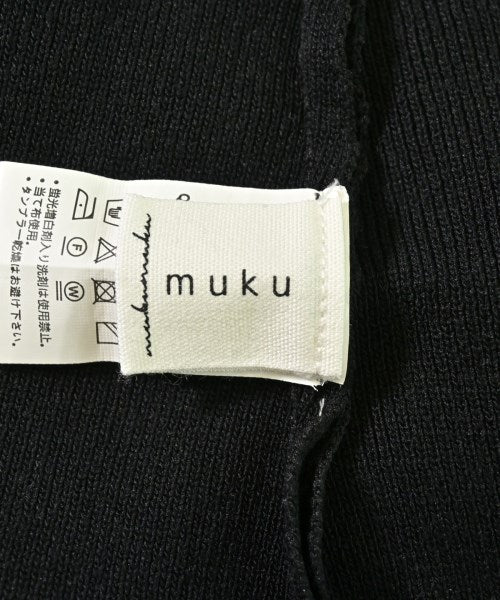 muku
mukumuku
・蛍光増白剤入り洗剤は使用禁止。
・当て布使用。
・タンブラー乾燥はお避け下さい。
F
W